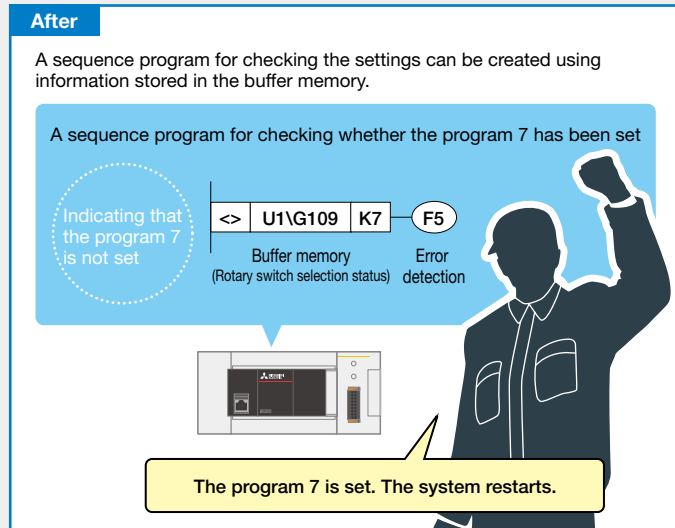 After
A sequence program for checking the settings can be created using
information stored in the buffer memory.
A sequence program for checking whether the program 7 has been set
Indicating that
the program 7
is not set
<> U1\G109 K7 F5
Buffer memory
(Rotary switch selection status)
Error
detection
The program 7 is set. The system restarts.